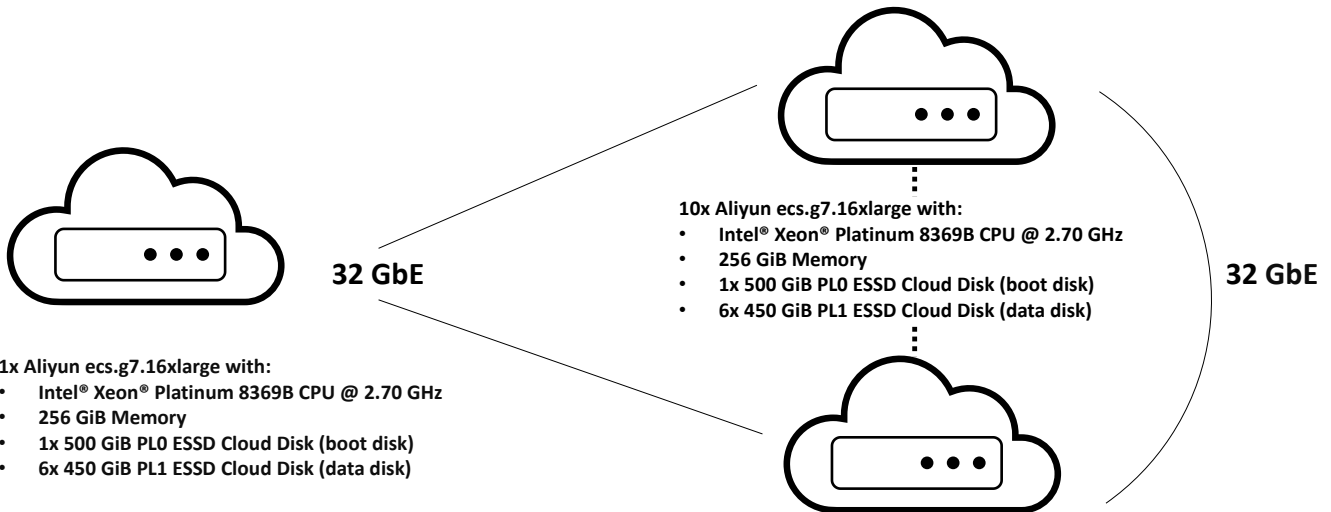 10x Aliyun ecs.g7.16xlarge with:
• Intel® Xeon® Platinum 8369B CPU @ 2.70 GHz
• 256 GiB Memory
• 1x 500 GiB PL0 ESSD Cloud Disk (boot disk)
• 6x 450 GiB PL1 ESSD Cloud Disk (data disk)
32 GbE
32 GbE
1x Aliyun ecs.g7.16xlarge with:
• Intel® Xeon® Platinum 8369B CPU @ 2.70 GHz
• 256 GiB Memory
• 1x 500 GiB PL0 ESSD Cloud Disk (boot disk)
• 6x 450 GiB PL1 ESSD Cloud Disk (data disk)